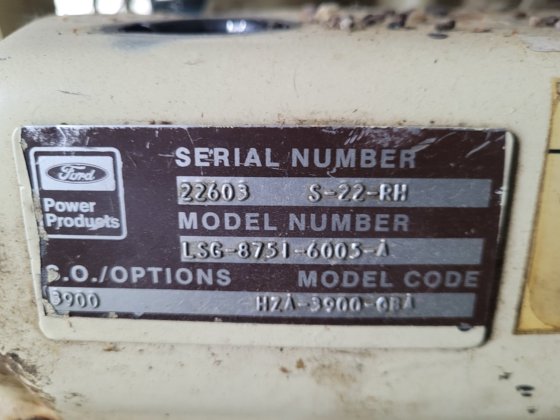 SERIAL NUMBER
Ford
22603 S-22-RH
Power
Products
MODEL NUMBER
LSG-875I-6005-A
S.O./OPTIONS MODEL CODE
3900 HZA-3900-QBA